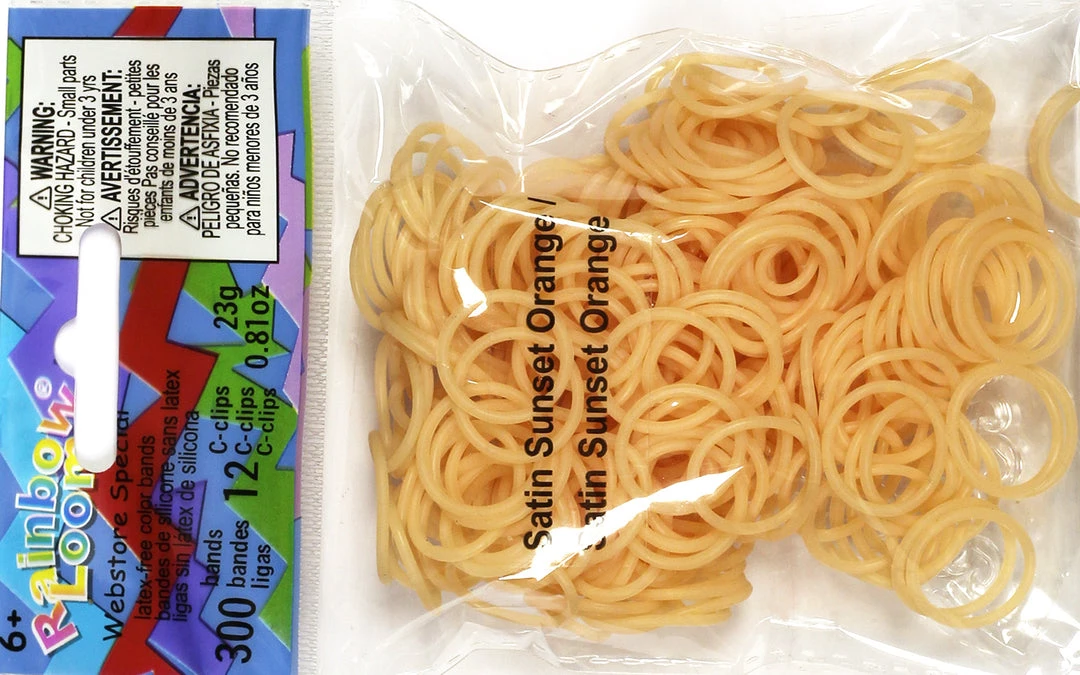 6+
Rainbow®
Loom
Webstore Special
latex-free color bands
bandes de silicone sans latex
ligas sin látex de silicona
300 bands
bandes
ligas
12 C-clips
C-clips
C-clips
23g
0.81oz
⚠ WARNING:
CHOKING HAZARD - Small parts
Not for children under 3 yrs
⚠ AVERTISSEMENT:
Risques d'étouffement - petites
pièces Pas conseillé pour les
enfants de moins de 3 ans
⚠ ADVERTENCIA:
PELIGRO DE ASFIXIA - Piezas
pequeñas. No recomendado
para niños menores de 3 años
Satin Sunset Orange /
Satin Sunset Orange